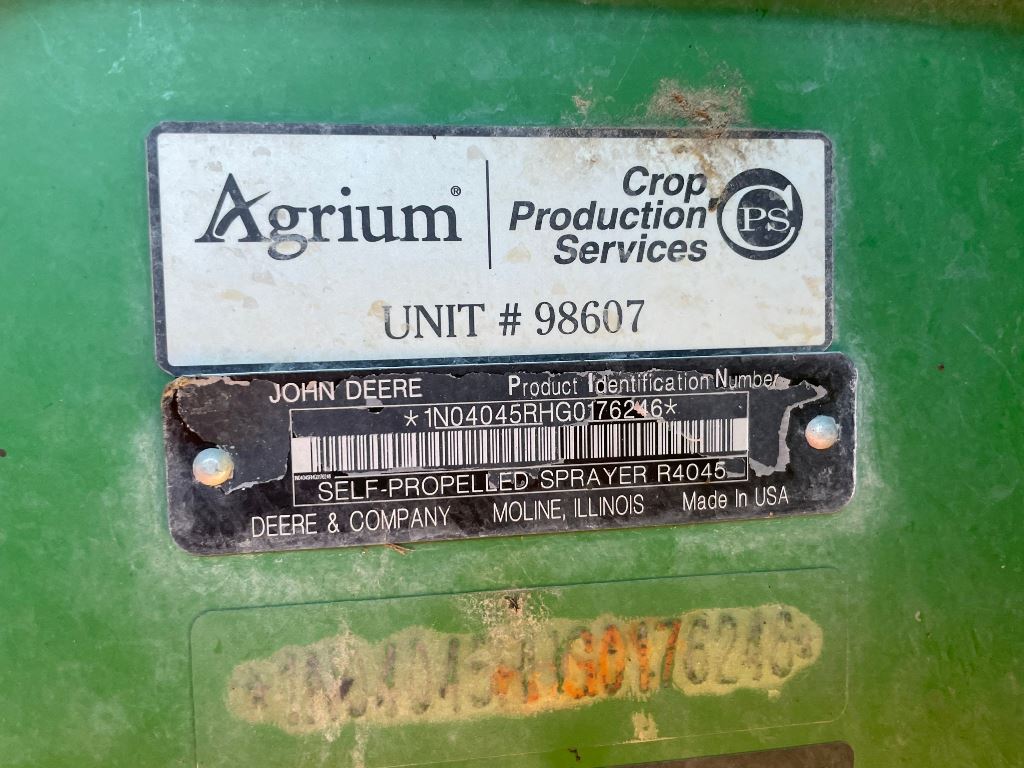 Agrium®
Crop
Production
Services
CPS
UNIT # 98607
JOHN DEERE Product Identification Number
*1N04045RHG0176246*
SELF-PROPELLED SPRAYER R4045
DEERE & COMPANY MOLINE, ILLINOIS Made In USA
*1N04045RHG0176246*